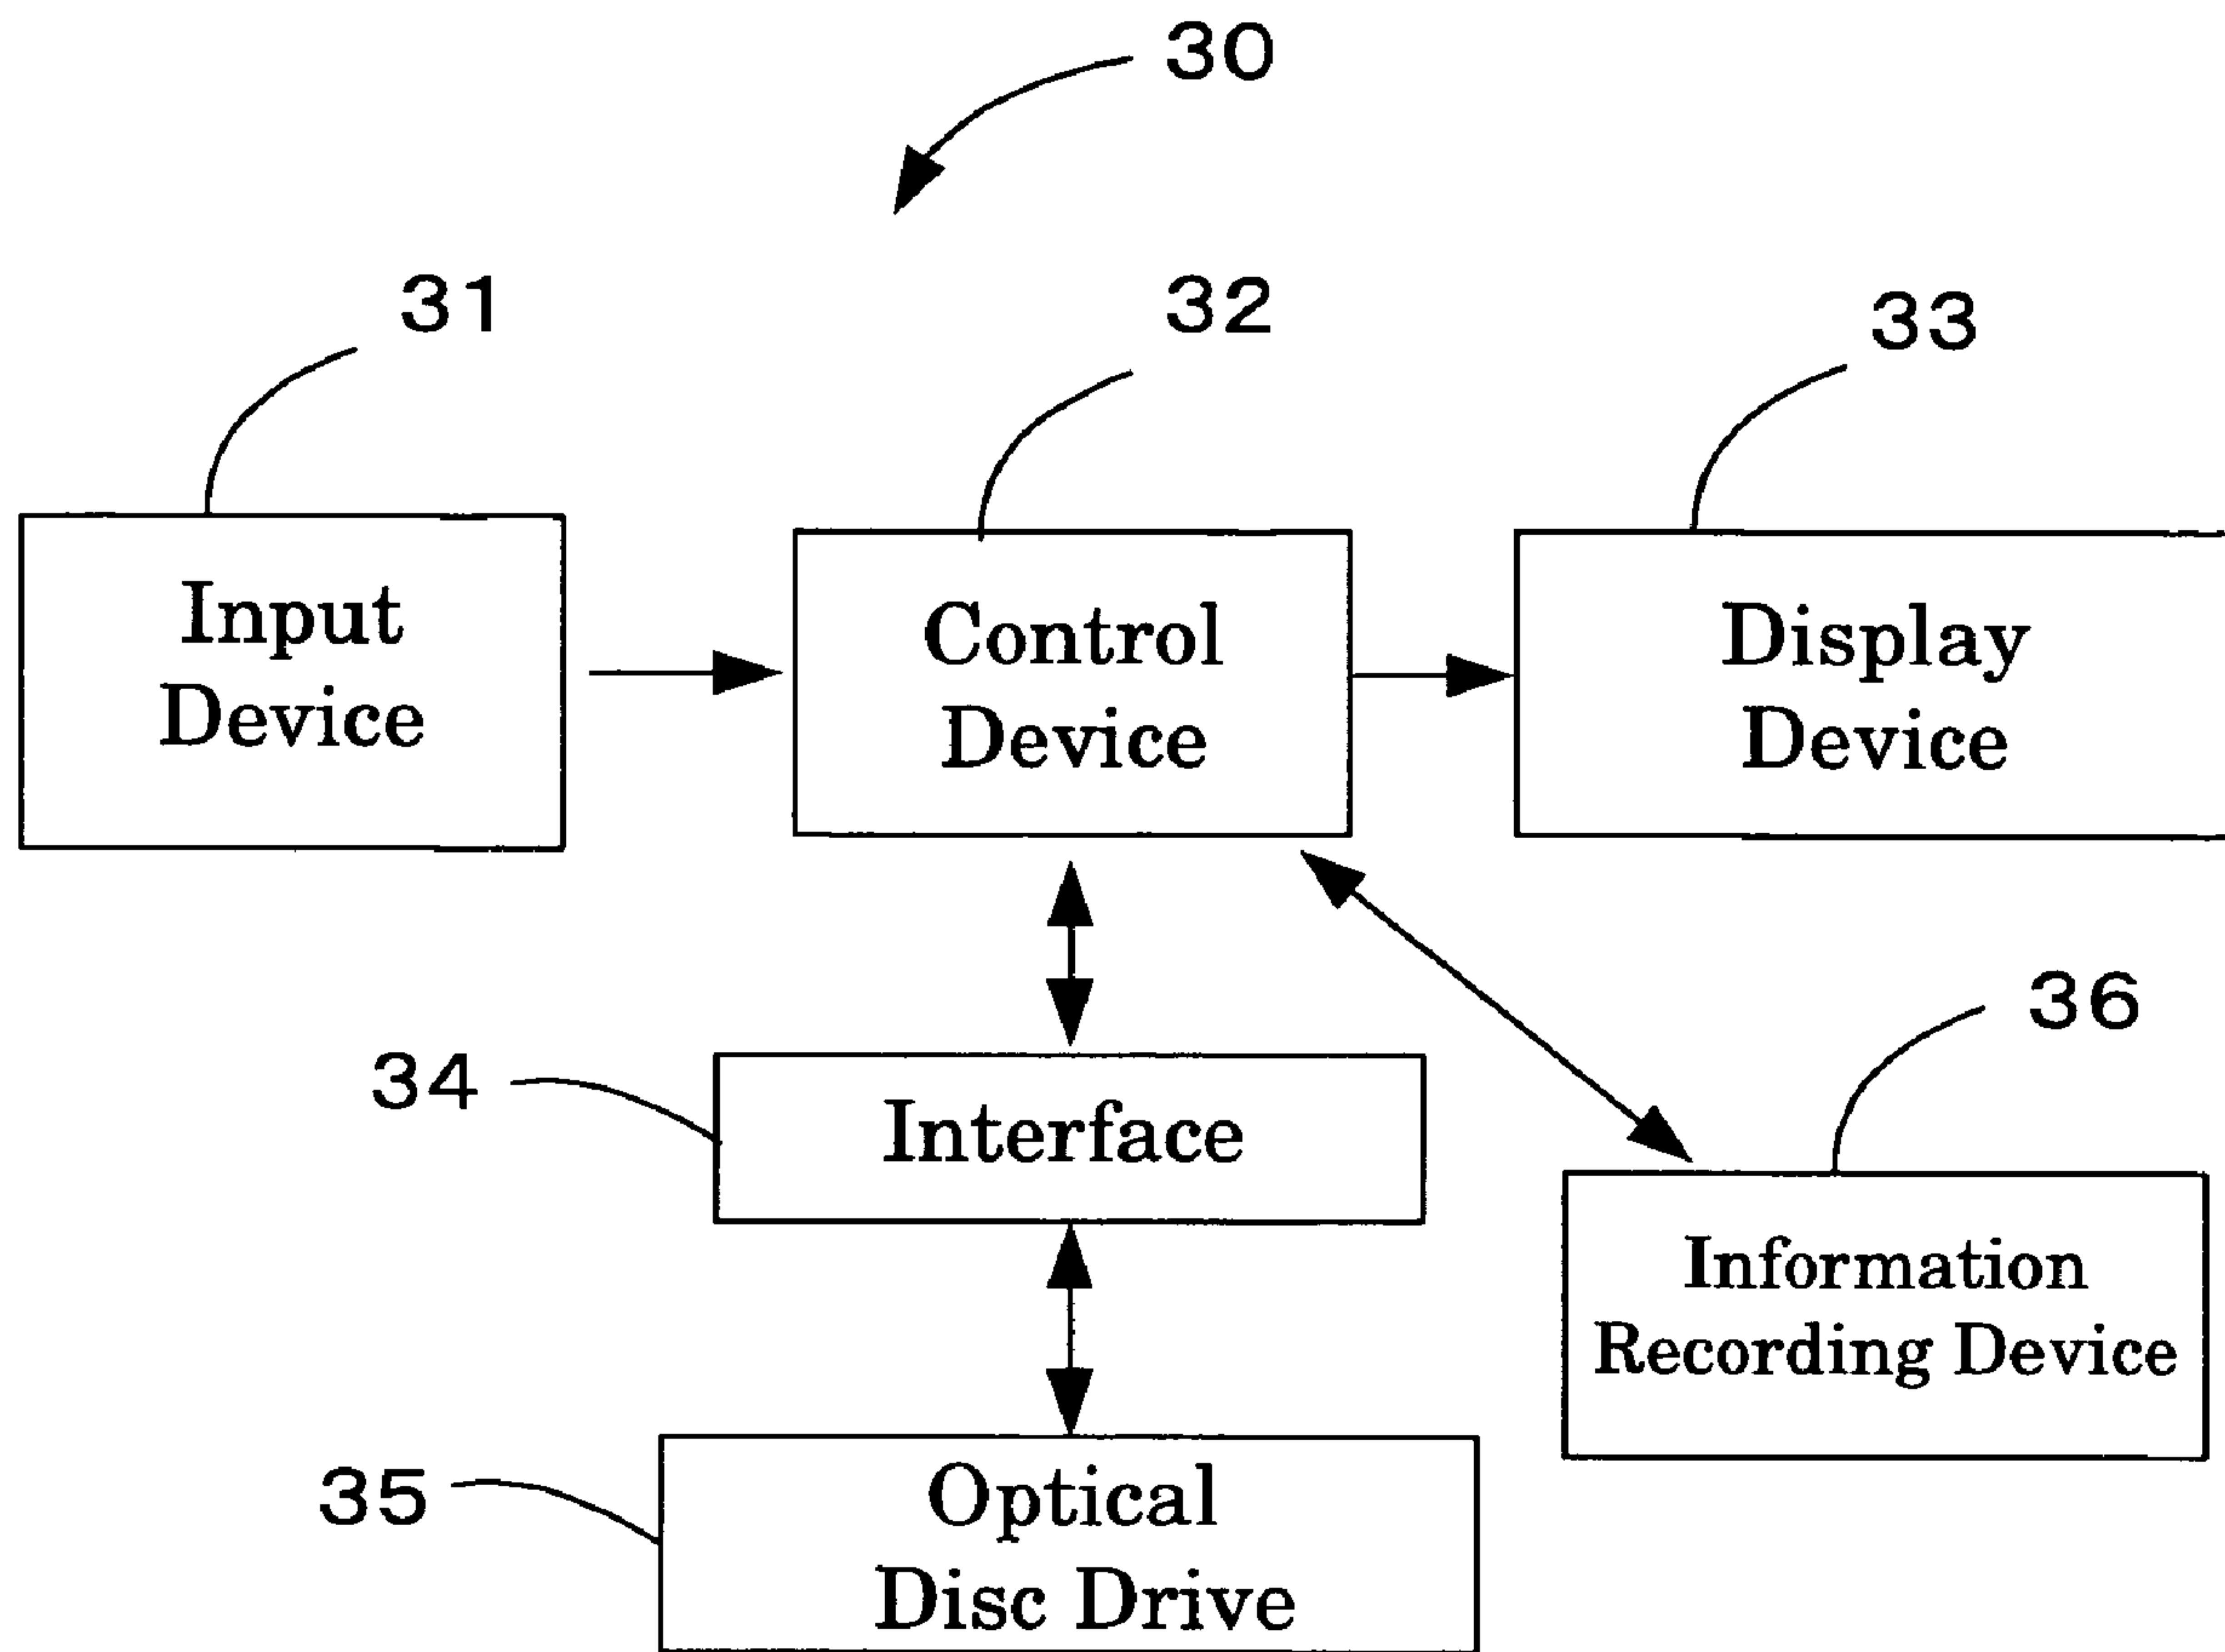 30
31
32
33
Input
Device
Control
Device
Display
Device
34
Interface
36
Information
Recording Device
35
Optical
Disc Drive